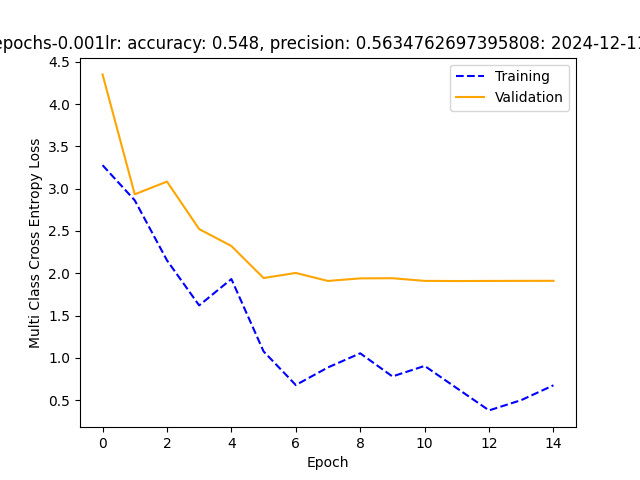 epochs-0.001lr: accuracy: 0.548, precision: 0.5634762697395808: 2024-12-11
4.5
4.0
3.5
3.0
2.5
2.0
1.5
1.0
0.5
Multi Class Cross Entropy Loss
Training
Validation
0 2 4 6 8 10 12 14
Epoch